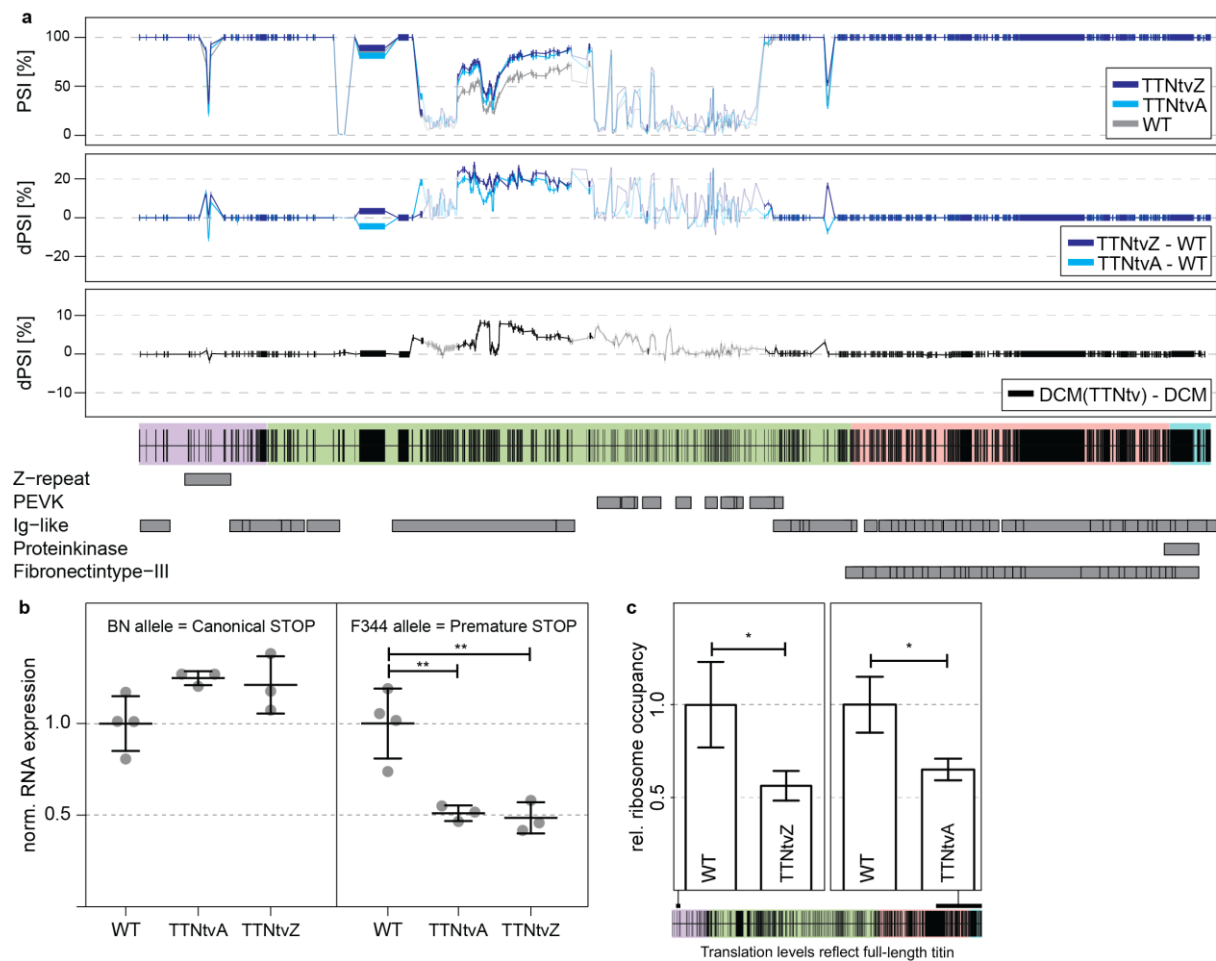 a
PSI [%]
100
50
0
TTNtvZ
TTNtvA
WT
dPSI [%]
20
0
−20
TTNtvZ - WT
TTNtvA - WT
dPSI [%]
10
0
−10
DCM(TTNtv) - DCM
Z−repeat
PEVK
Ig−like
Proteinkinase
Fibronectintype−III
b
norm. RNA expression
1.0
0.5
BN allele = Canonical STOP
F344 allele = Premature STOP
**
**
WT
TTNtvA
TTNtvZ
WT
TTNtvA
TTNtvZ
c
rel. ribosome occupancy
1.0
0.5
*
*
WT
TTNtvZ
WT
TTNtvA
Translation levels reflect full-length titin